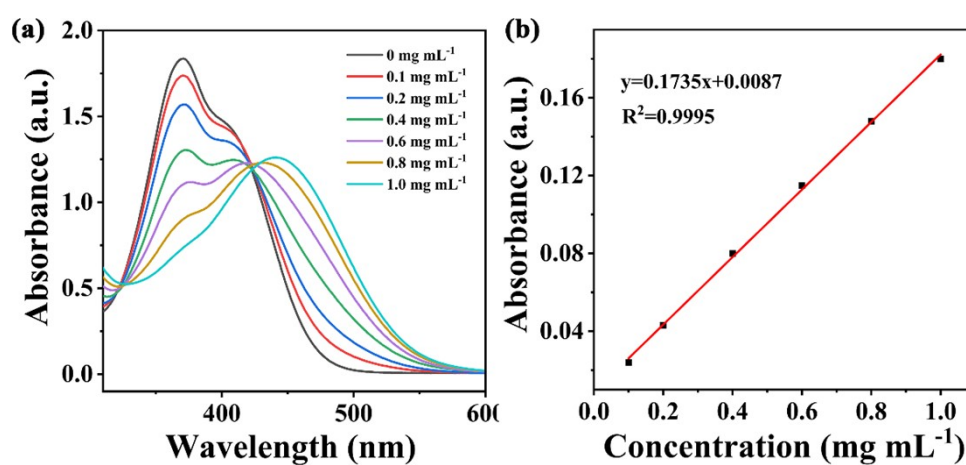 (a)
2.0
1.5
1.0
0.5
0.0
Absorbance (a.u.)
0 mg mL⁻¹
0.1 mg mL⁻¹
0.2 mg mL⁻¹
0.4 mg mL⁻¹
0.6 mg mL⁻¹
0.8 mg mL⁻¹
1.0 mg mL⁻¹
400 500 600
Wavelength (nm)
(b)
0.16
0.12
0.08
0.04
Absorbance (a.u.)
y=0.1735x+0.0087
R²=0.9995
0.0 0.2 0.4 0.6 0.8 1.0
Concentration (mg mL⁻¹)